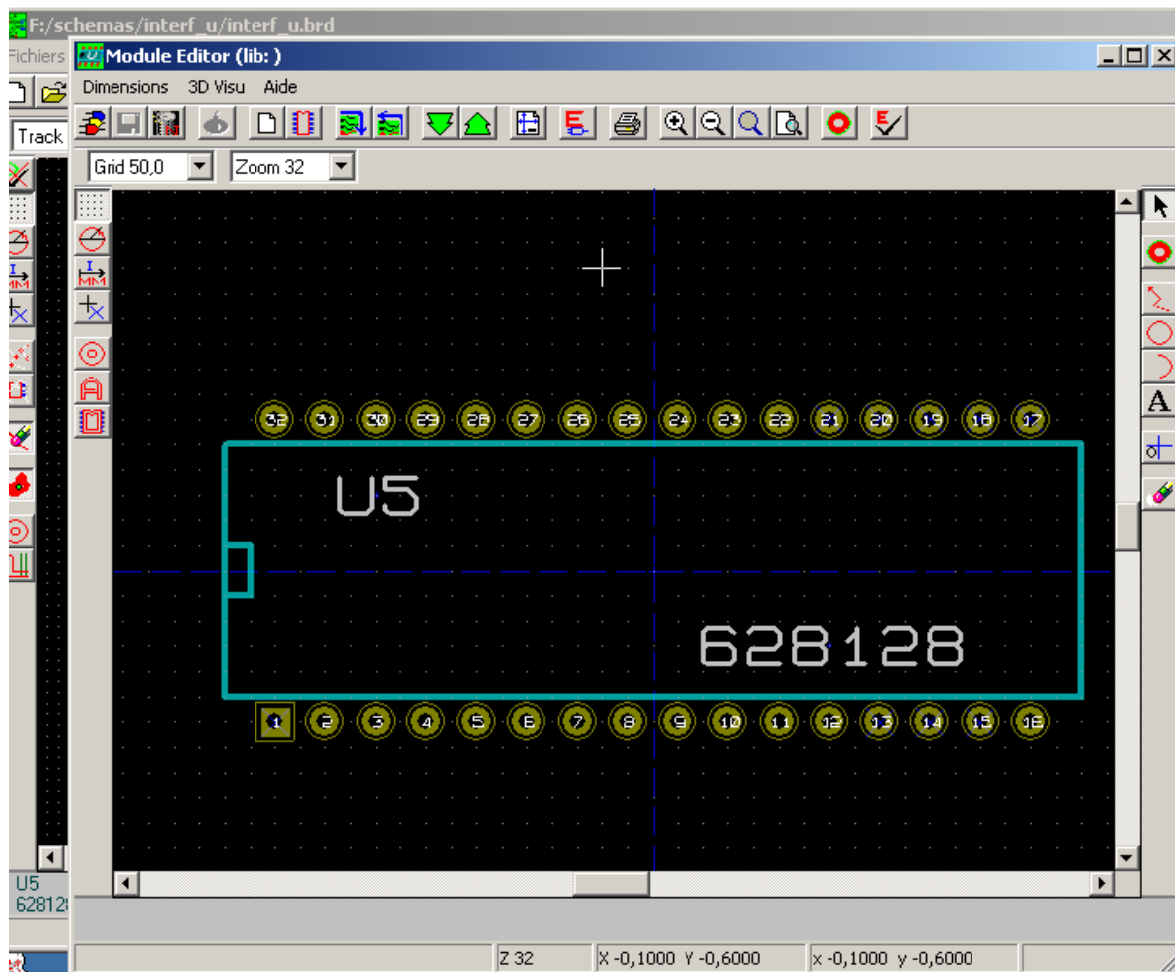 F:/schemas/interf_u/interf_u.brd
Fichiers
Module Editor (lib: )
Dimensions 3D Visu Aide
Track
Grid 50,0 Zoom 32
32 31 30 29 28 27 26 25 24 23 22 21 20 19 18 17
U5
628128
1 2 3 4 5 6 7 8 9 10 11 12 13 14 15 16
U5
62812
Z 32 X -0,1000 Y -0,6000 x -0,1000 y -0,6000